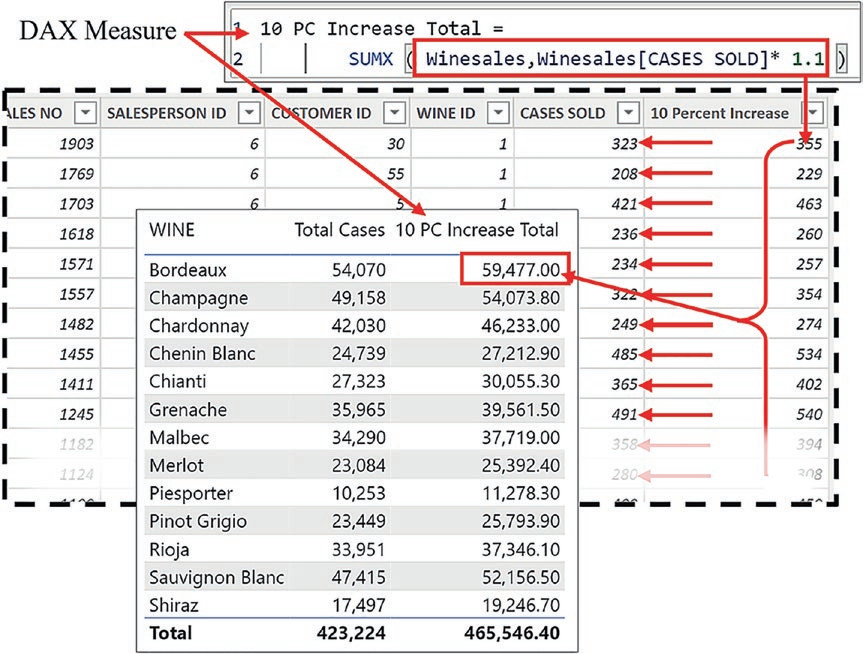 DAX Measure
1 10 PC Increase Total =
2 SUMX ( Winesales,Winesales[CASES SOLD]* 1.1 )
ALES NO SALESPERSON ID CUSTOMER ID WINE ID CASES SOLD 10 Percent Increase
1903 6 30 1 323 355
1769 6 55 1 208 229
1703 6 5 1 421 463
1618 236 260
1571 234 257
1557 322 354
1482 249 274
1455 485 534
1411 365 402
1245 491 540
1182 358 394
1124 280 308
WINE Total Cases 10 PC Increase Total
Bordeaux 54,070 59,477.00
Champagne 49,158 54,073.80
Chardonnay 42,030 46,233.00
Chenin Blanc 24,739 27,212.90
Chianti 27,323 30,055.30
Grenache 35,965 39,561.50
Malbec 34,290 37,719.00
Merlot 23,084 25,392.40
Piesporter 10,253 11,278.30
Pinot Grigio 23,449 25,793.90
Rioja 33,951 37,346.10
Sauvignon Blanc 47,415 52,156.50
Shiraz 17,497 19,246.70
Total 423,224 465,546.40